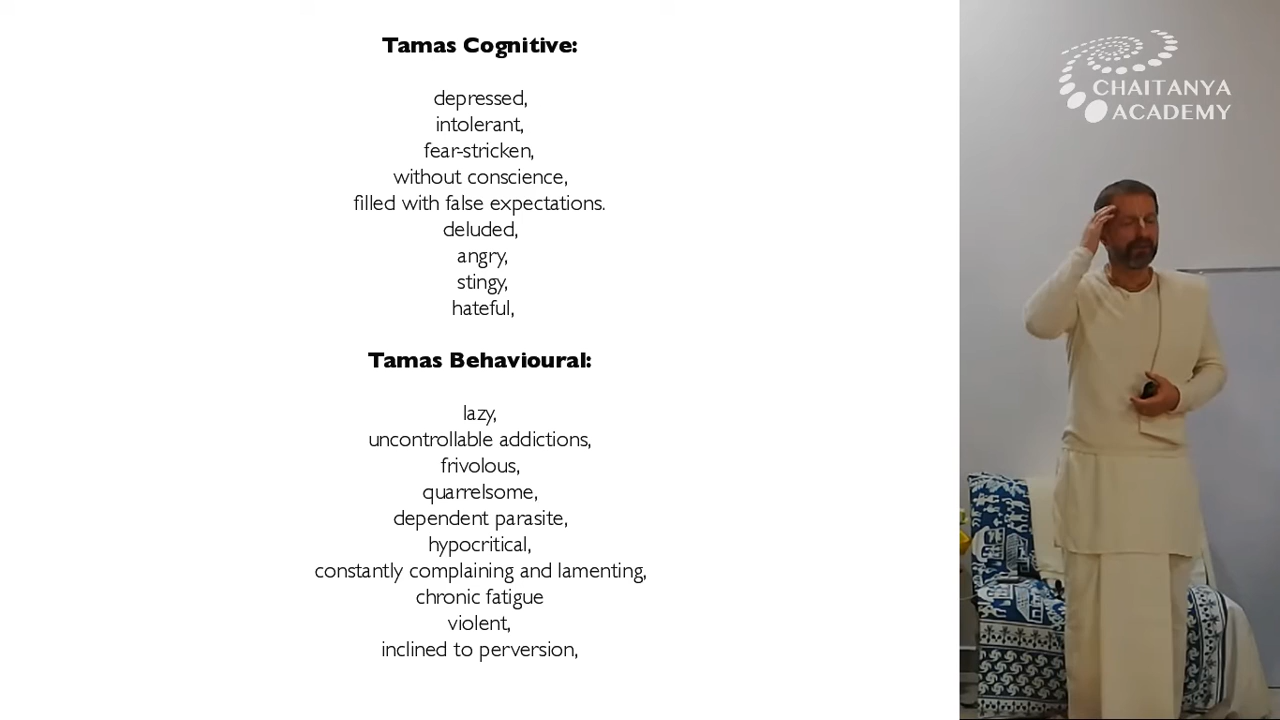 Tamas Cognitive:
depressed,
intolerant,
fear-stricken,
without conscience,
filled with false expectations.
deluded,
angry,
stingy,
hateful,
Tamas Behavioural:
lazy,
uncontrollable addictions,
frivolous,
quarrelsome,
dependent parasite,
hypocritical,
constantly complaining and lamenting,
chronic fatigue
violent,
inclined to perversion,
CHAITANYA
ACADEMY